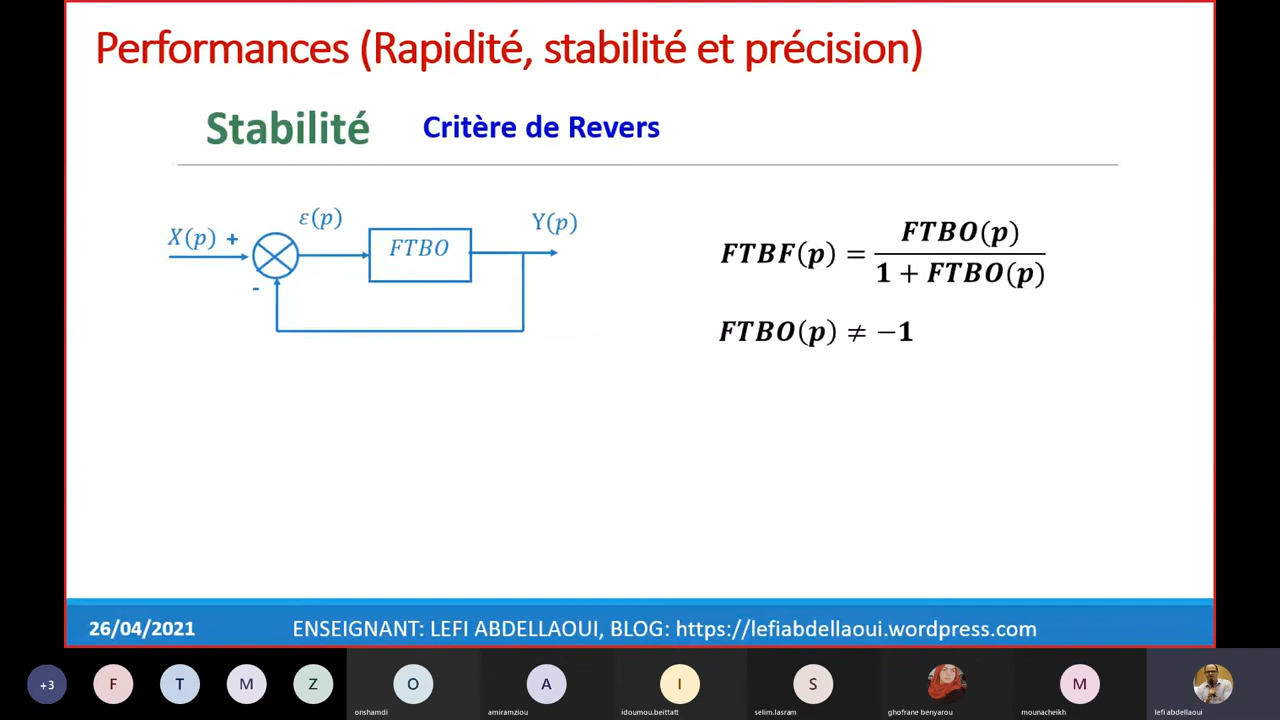 Performances (Rapidité, stabilité et précision)
Stabilité
Critère de Revers
X(p) +
ε(p)
FTBO
Y(p)
-
FTBF(p) = FTBO(p) / 1 + FTBO(p)
FTBO(p) ≠ −1
26/04/2021
ENSEIGNANT: LEFI ABDELLAOUI, BLOG: https://lefiabdellaoui.wordpress.com
+3
F
T
M
Z
O
A
I
S
M
onshamdi
amiramziou
idoumou.beittatt
selim.lasram
ghofrane benyarou
mounacheikh
lefi abdellaoui